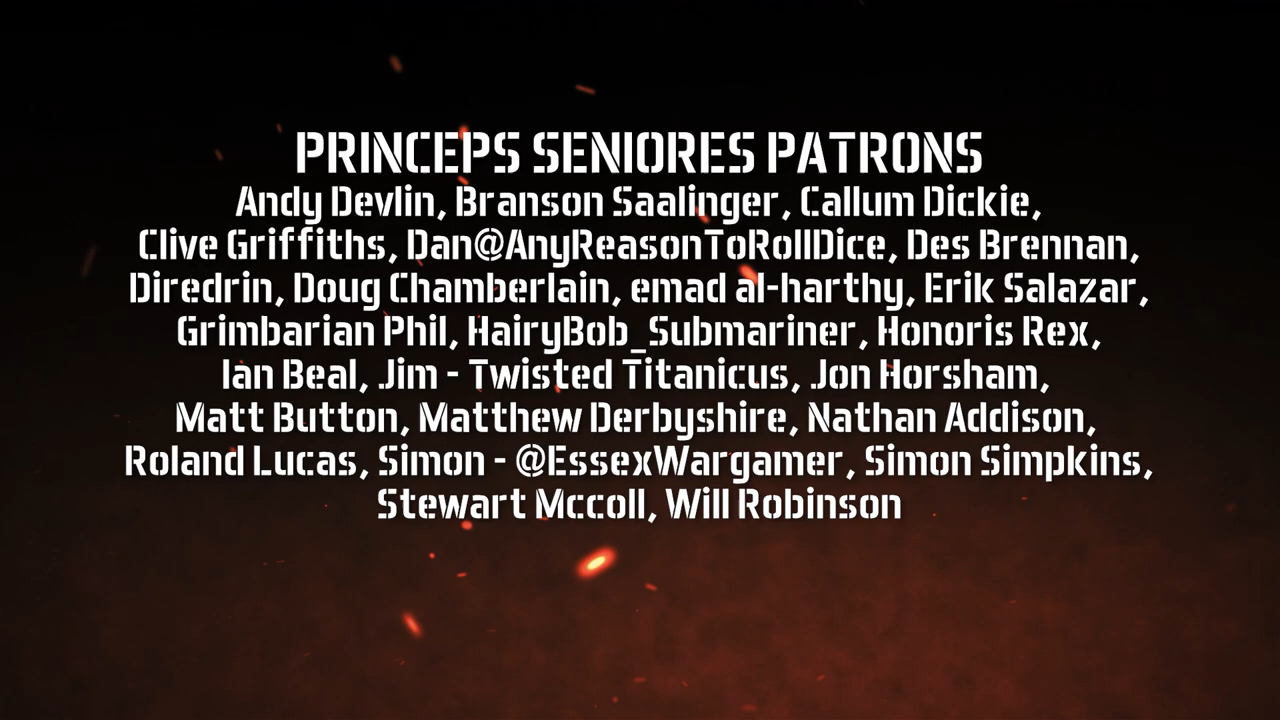 PRINCEPS SENIORES PATRONS
Andy Devlin, Branson Saalinger, Callum Dickie,
Clive Griffiths, Dan@AnyReasonToRollDice, Des Brennan,
Diredrin, Doug Chamberlain, emad al-harthy, Erik Salazar,
Grimbarian Phil, HairyBob_Submariner, Honoris Rex,
Ian Beal, Jim - Twisted Titanicus, Jon Horsham,
Matt Button, Matthew Derbyshire, Nathan Addison,
Roland Lucas, Simon - @EssexWargamer, Simon Simpkins,
Stewart Mccoll, Will Robinson